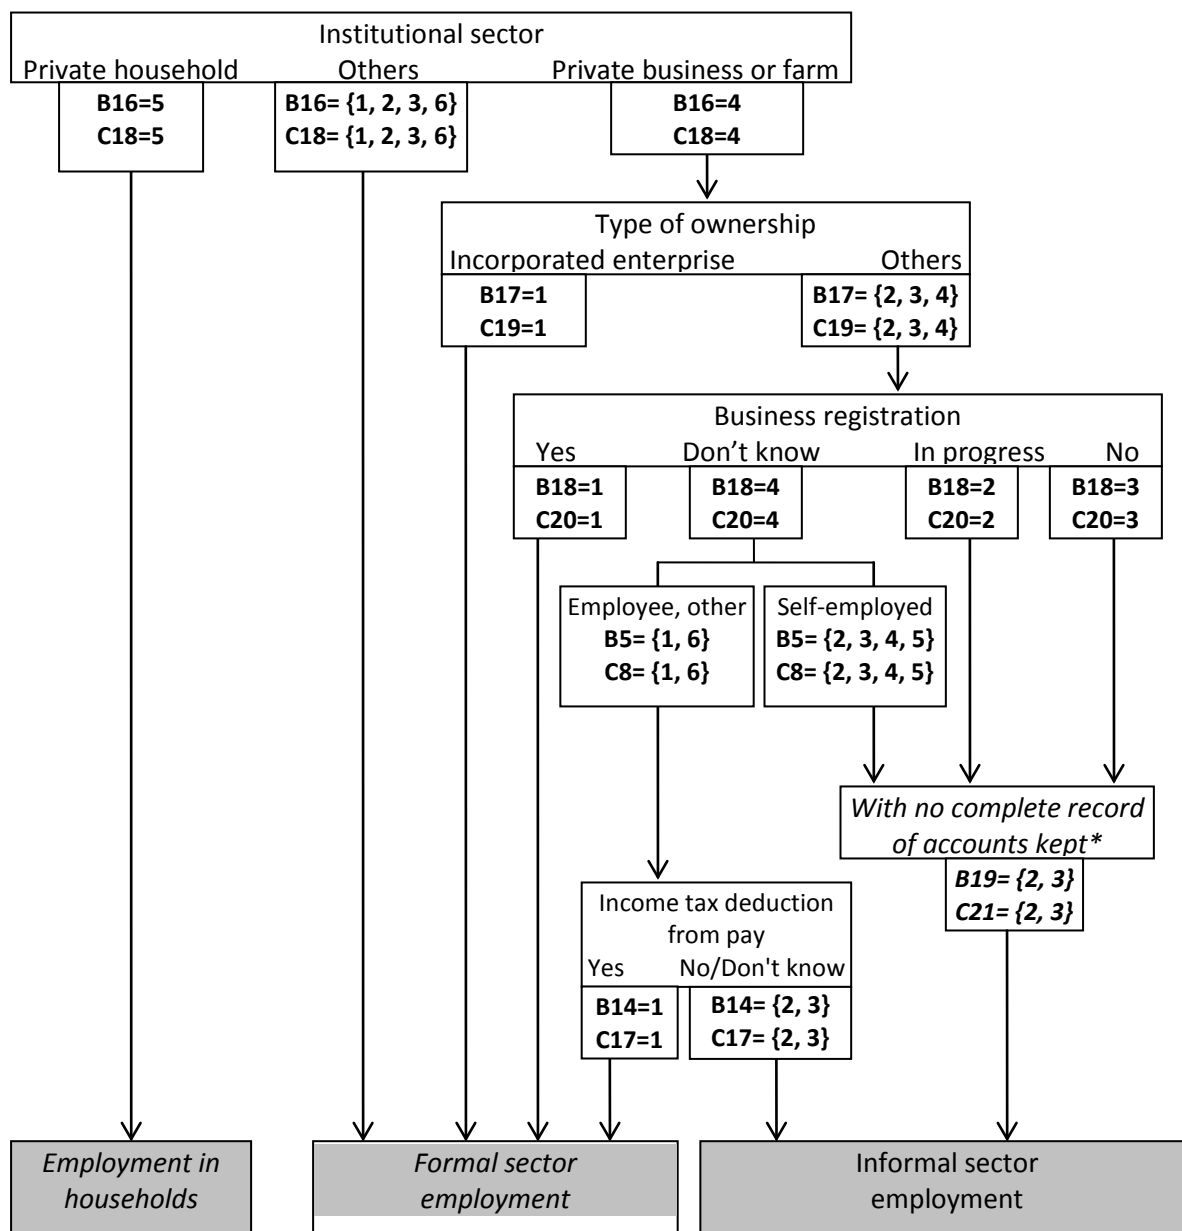 Institutional sector
Private household Others Private business or farm
B16=5 B16= {1, 2, 3, 6} B16=4
C18=5 C18= {1, 2, 3, 6} C18=4
Type of ownership
Incorporated enterprise Others
B17=1 B17= {2, 3, 4}
C19=1 C19= {2, 3, 4}
Business registration
Yes Don’t know In progress No
B18=1 B18=4 B18=2 B18=3
C20=1 C20=4 C20=2 C20=3
Employee, other Self-employed
B5= {1, 6} B5= {2, 3, 4, 5}
C8= {1, 6} C8= {2, 3, 4, 5}
With no complete record
of accounts kept*
B19= {2, 3}
C21= {2, 3}
Income tax deduction
from pay
Yes No/Don't know
B14=1 B14= {2, 3}
C17=1 C17= {2, 3}
Employment in Formal sector Informal sector
households employment employment